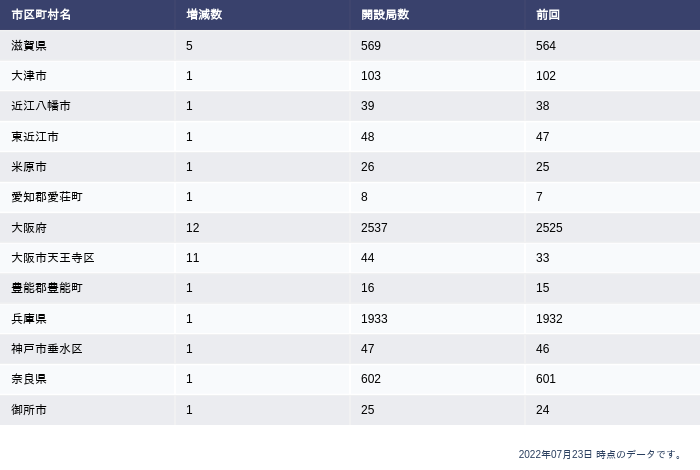 市区町村名 増減数 開設局数 前回
滋賀県 5 569 564
大津市 1 103 102
近江八幡市 1 39 38
東近江市 1 48 47
米原市 1 26 25
愛知郡愛荘町 1 8 7
大阪府 12 2537 2525
大阪市天王寺区 11 44 33
豊能郡豊能町 1 16 15
兵庫県 1 1933 1932
神戸市垂水区 1 47 46
奈良県 1 602 601
御所市 1 25 24
2022年07月23日 時点のデータです。